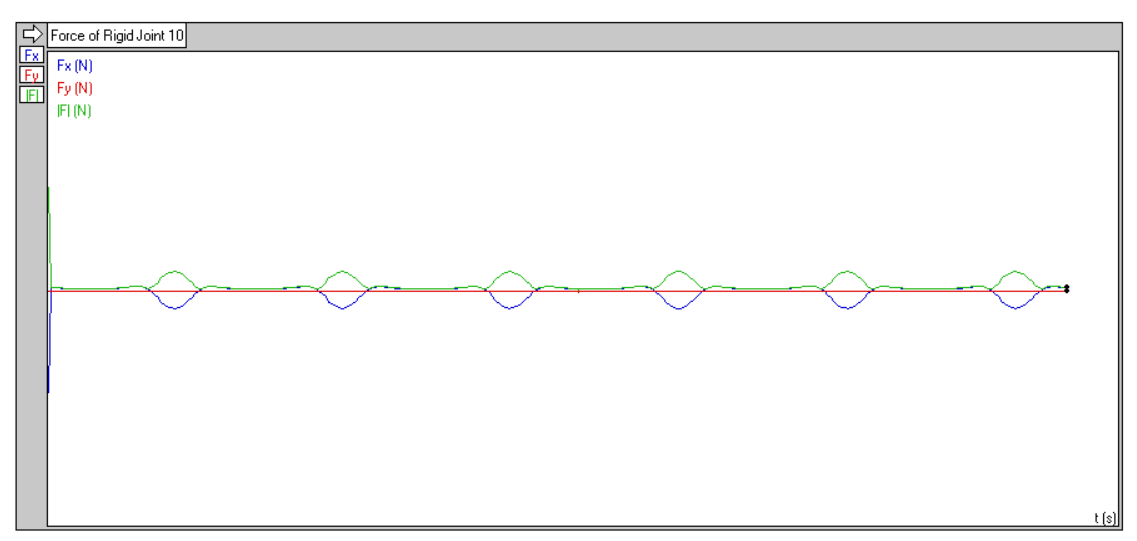 Force of Rigid Joint 10
Fx
Fy
|F|
Fx (N)
Fy (N)
|F| (N)
t (s)